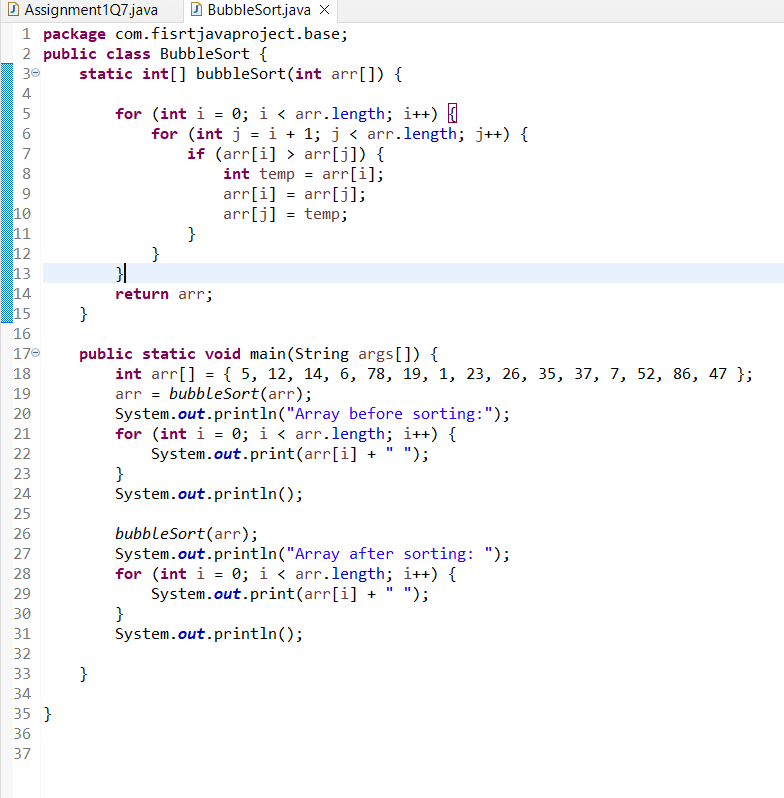 Assignment1Q7.java BubbleSort.java
1 package com.fisrtjavaproject.base;
2 public class BubbleSort {
3 static int[] bubbleSort(int arr[]) {
4
5 for (int i = 0; i < arr.length; i++) {
6 for (int j = i + 1; j < arr.length; j++) {
7 if (arr[i] > arr[j]) {
8 int temp = arr[i];
9 arr[i] = arr[j];
10 arr[j] = temp;
11 }
12 }
13 }
14 return arr;
15 }
16
17 public static void main(String args[]) {
18 int arr[] = { 5, 12, 14, 6, 78, 19, 1, 23, 26, 35, 37, 7, 52, 86, 47 };
19 arr = bubbleSort(arr);
20 System.out.println("Array before sorting:");
21 for (int i = 0; i < arr.length; i++) {
22 System.out.print(arr[i] + " ");
23 }
24 System.out.println();
25
26 bubbleSort(arr);
27 System.out.println("Array after sorting: ");
28 for (int i = 0; i < arr.length; i++) {
29 System.out.print(arr[i] + " ");
30 }
31 System.out.println();
32
33 }
34
35 }
36
37